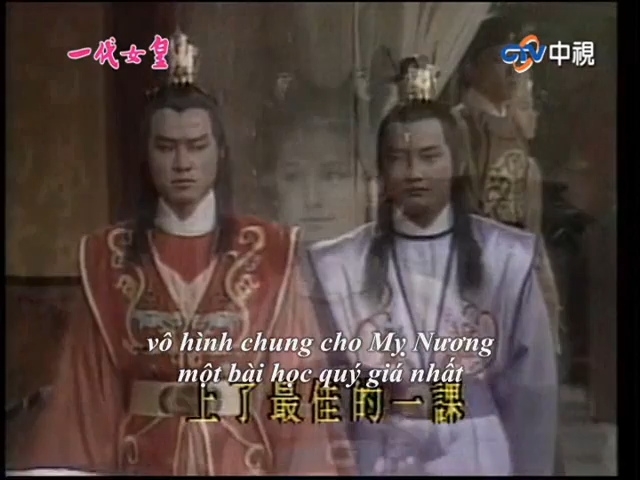 一代女皇
CTV中視
vô hình chung cho Mỵ Nương
một bài học quý giá nhất
上了最佳的一課